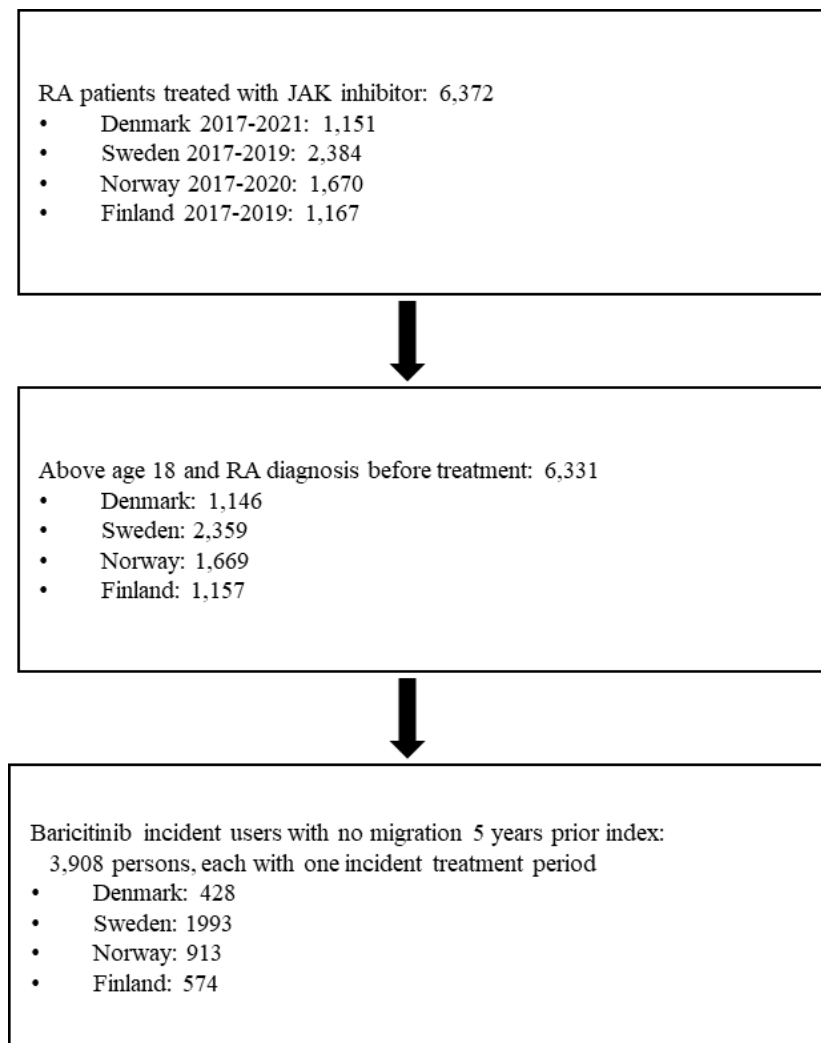 RA patients treated with JAK inhibitor: 6,372
• Denmark 2017-2021: 1,151
• Sweden 2017-2019: 2,384
• Norway 2017-2020: 1,670
• Finland 2017-2019: 1,167
Above age 18 and RA diagnosis before treatment: 6,331
• Denmark: 1,146
• Sweden: 2,359
• Norway: 1,669
• Finland: 1,157
Baricitinib incident users with no migration 5 years prior index:
3,908 persons, each with one incident treatment period
• Denmark: 428
• Sweden: 1993
• Norway: 913
• Finland: 574